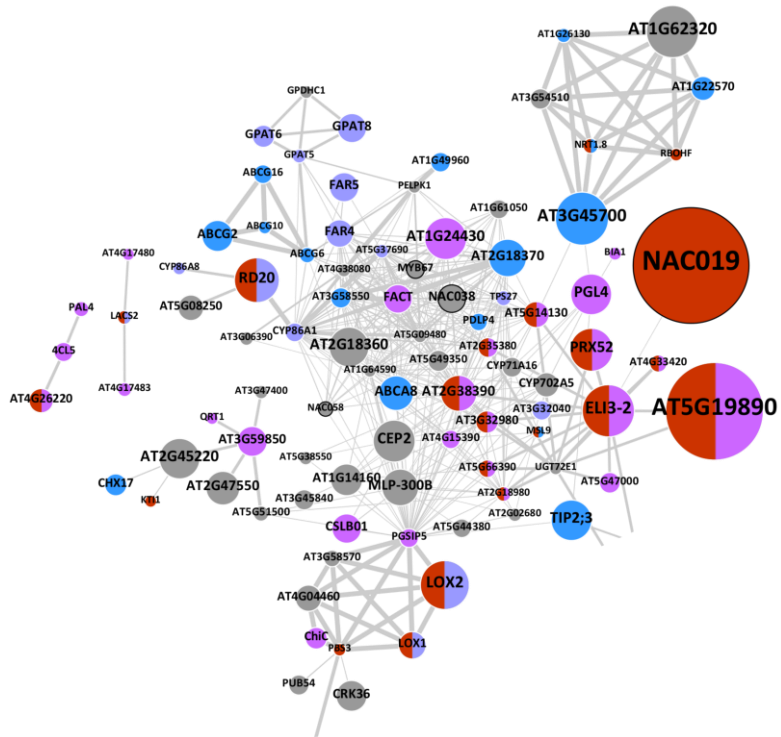 AT1G62320
AT1G26130
AT1G22570
AT3G54510
NRT1.8
RBOHF
AT3G45700
GPDHC1
GPAT6
GPAT8
GPAT5
AT1G49960
ABCG16
FAR5
PELPK1
AT1G61050
ABCG2
ABCG10
FAR4
AT1G24430
AT4G17480
ABCG6
AT5G37690
AT2G18370
BIA1
NAC019
CYP86A8
RD20
AT4G38080
MYB67
PGL4
AT3G58550
FACT
NAC038
TPS27
AT5G08250
PAL4
LACS2
PDLP4
AT5G14130
CYP86A1
AT3G06390
AT2G18360
AT5G09480
AT2G35380
PRX52
4CL5
AT5G49350
CYP71A16
AT4G33420
AT1G64590
CYP702A5
AT4G17483
AT3G47400
ABCA8
AT2G38390
AT4G26220
NAC058
AT3G32040
ELI3-2
AT5G19890
QRT1
AT3G32980
MSL9
AT3G59850
CEP2
AT4G15390
AT2G45220
AT5G38550
AT5G66390
UGT72E1
CHX17
AT1G14160
MLP-300B
AT5G47000
KTI1
AT2G47550
AT3G45840
AT2G18980
AT5G51500
AT2G02680
CSLB01
AT5G44380
TIP2;3
PGSIP5
AT3G58570
LOX2
AT4G04460
ChiC
PBS3
LOX1
PUB54
CRK36